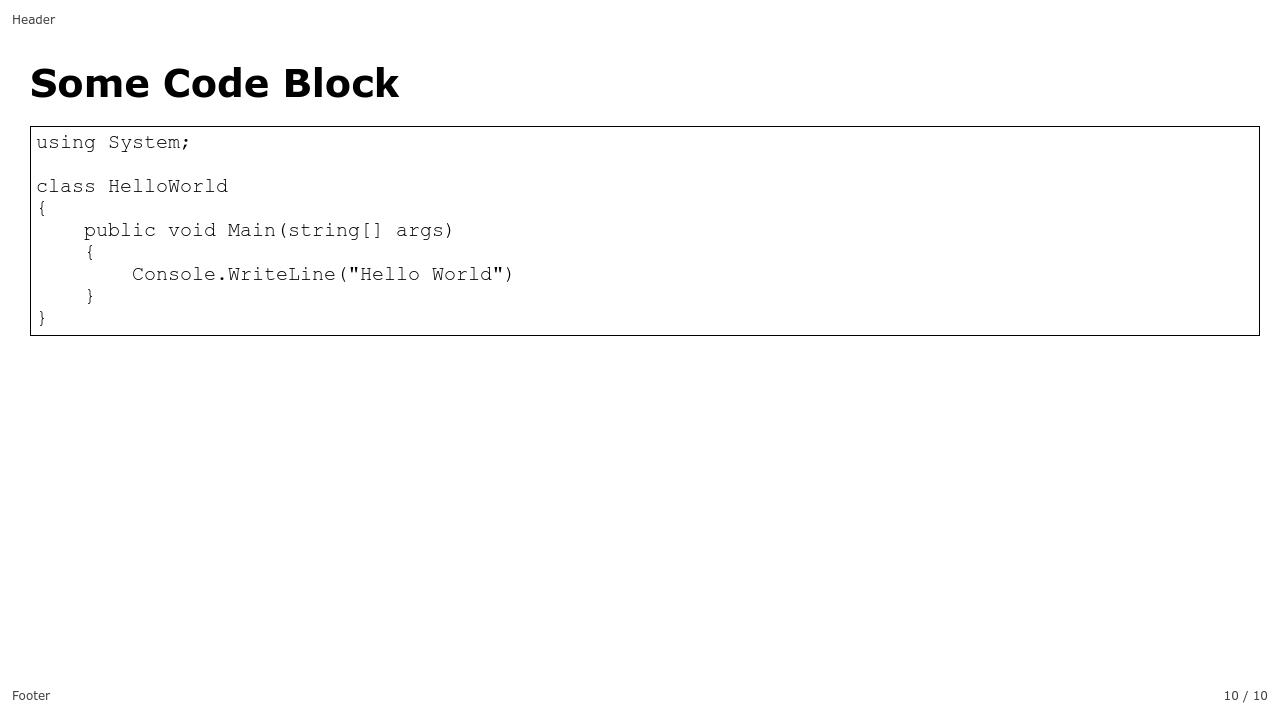 Header
Some Code Block
using System;

class HelloWorld
{
    public void Main(string[] args)
    {
        Console.WriteLine("Hello World")
    }
}
Footer
10 / 10